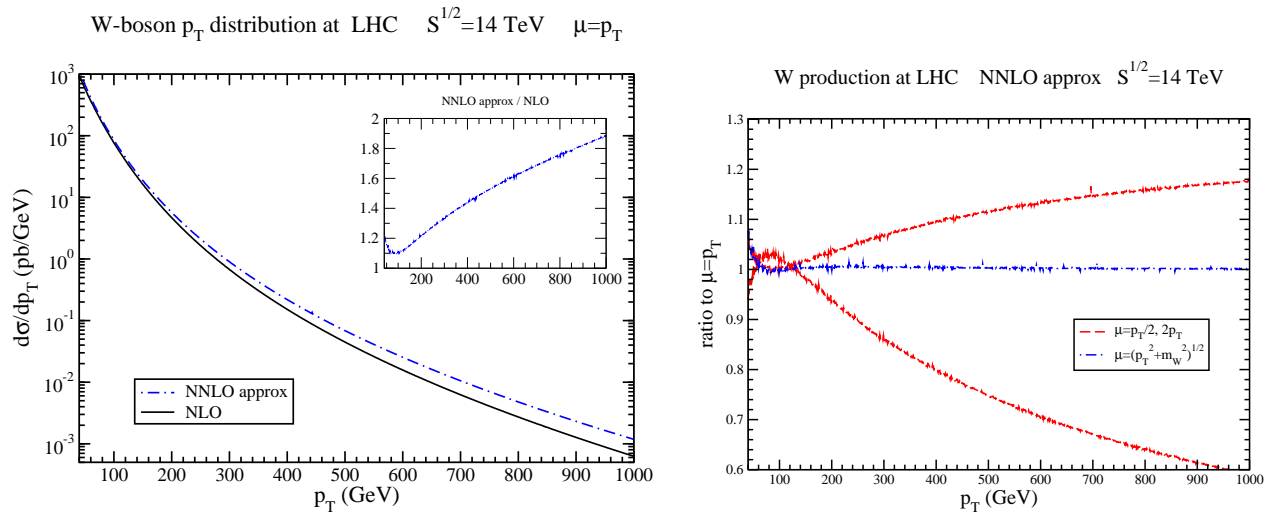 W-boson p_T distribution at LHC S^1/2=14 TeV μ=p_T
NNLO approx / NLO
10^3
10^2
10^1
10^0
10^-1
10^-2
10^-3
dσ/dp_T (pb/GeV)
2
1.8
1.6
1.4
1.2
1
200 400 600 800 1000
NNLO approx
NLO
100 200 300 400 500 600 700 800 900 1000
p_T (GeV)
W production at LHC NNLO approx S^1/2=14 TeV
1.3
1.2
1.1
1
0.9
0.8
0.7
0.6
ratio to μ=p_T
μ=p_T/2, 2p_T
μ=(p_T^2+m_W^2)^1/2
100 200 300 400 500 600 700 800 900 1000
p_T (GeV)